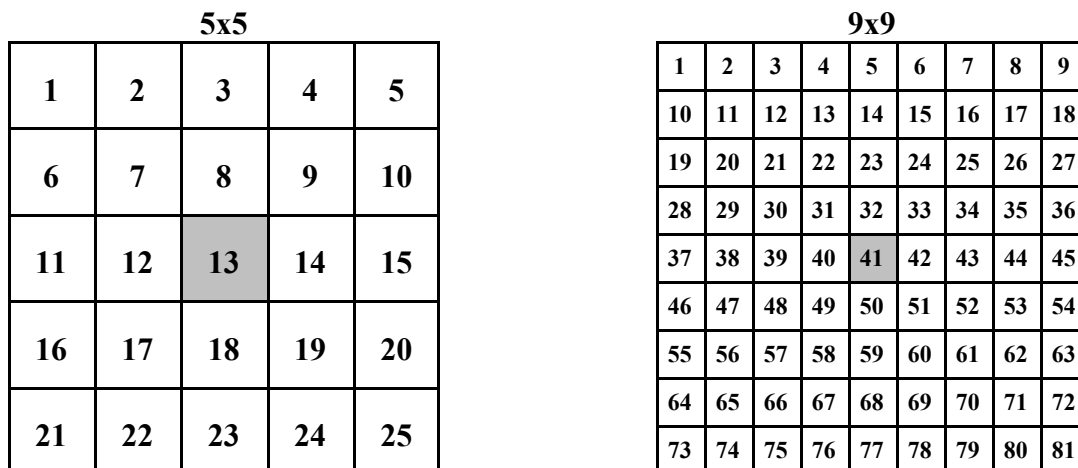 5x5
1 2 3 4 5
6 7 8 9 10
11 12 13 14 15
16 17 18 19 20
21 22 23 24 25
9x9
1 2 3 4 5 6 7 8 9
10 11 12 13 14 15 16 17 18
19 20 21 22 23 24 25 26 27
28 29 30 31 32 33 34 35 36
37 38 39 40 41 42 43 44 45
46 47 48 49 50 51 52 53 54
55 56 57 58 59 60 61 62 63
64 65 66 67 68 69 70 71 72
73 74 75 76 77 78 79 80 81